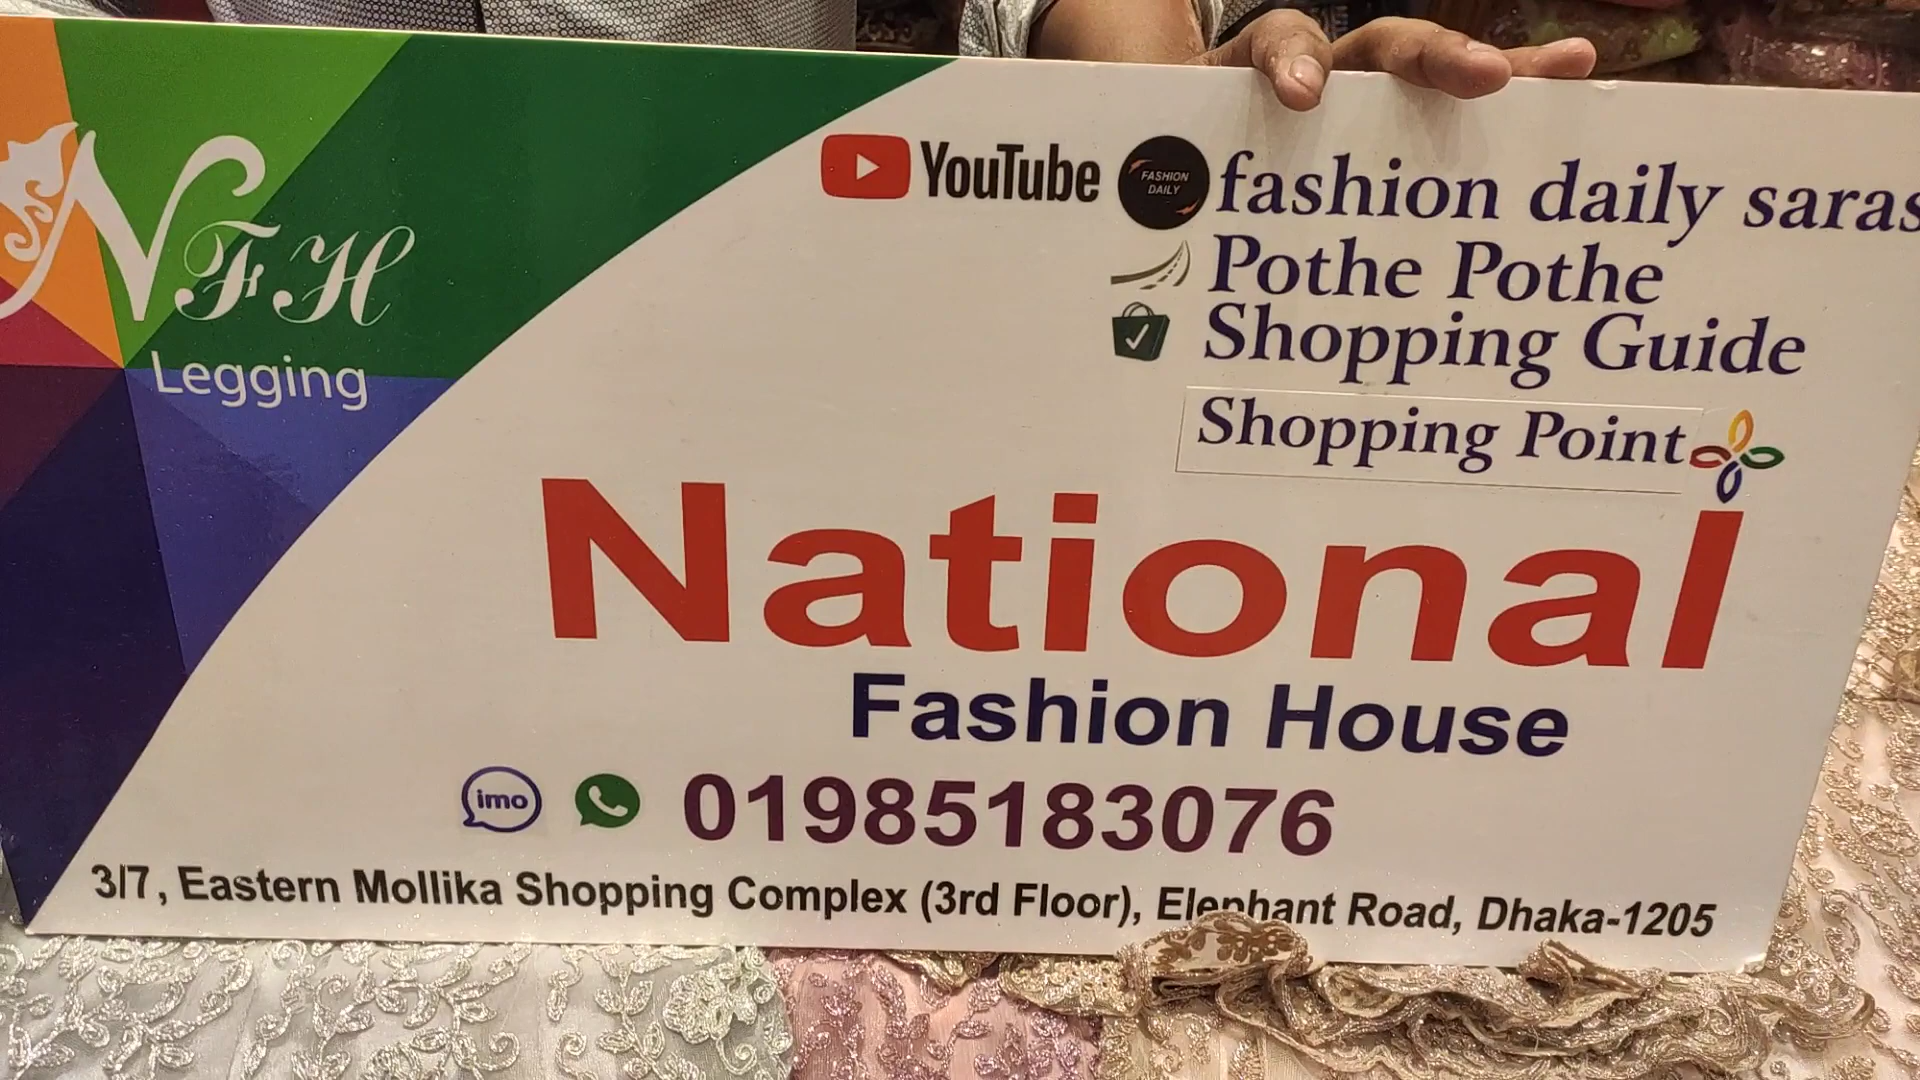 NFH
Legging
YouTube
FASHION
DAILY
fashion daily saras
Pothe Pothe
Shopping Guide
Shopping Point
National
Fashion House
imo
01985183076
3/7, Eastern Mollika Shopping Complex (3rd Floor), Elephant Road, Dhaka-1205